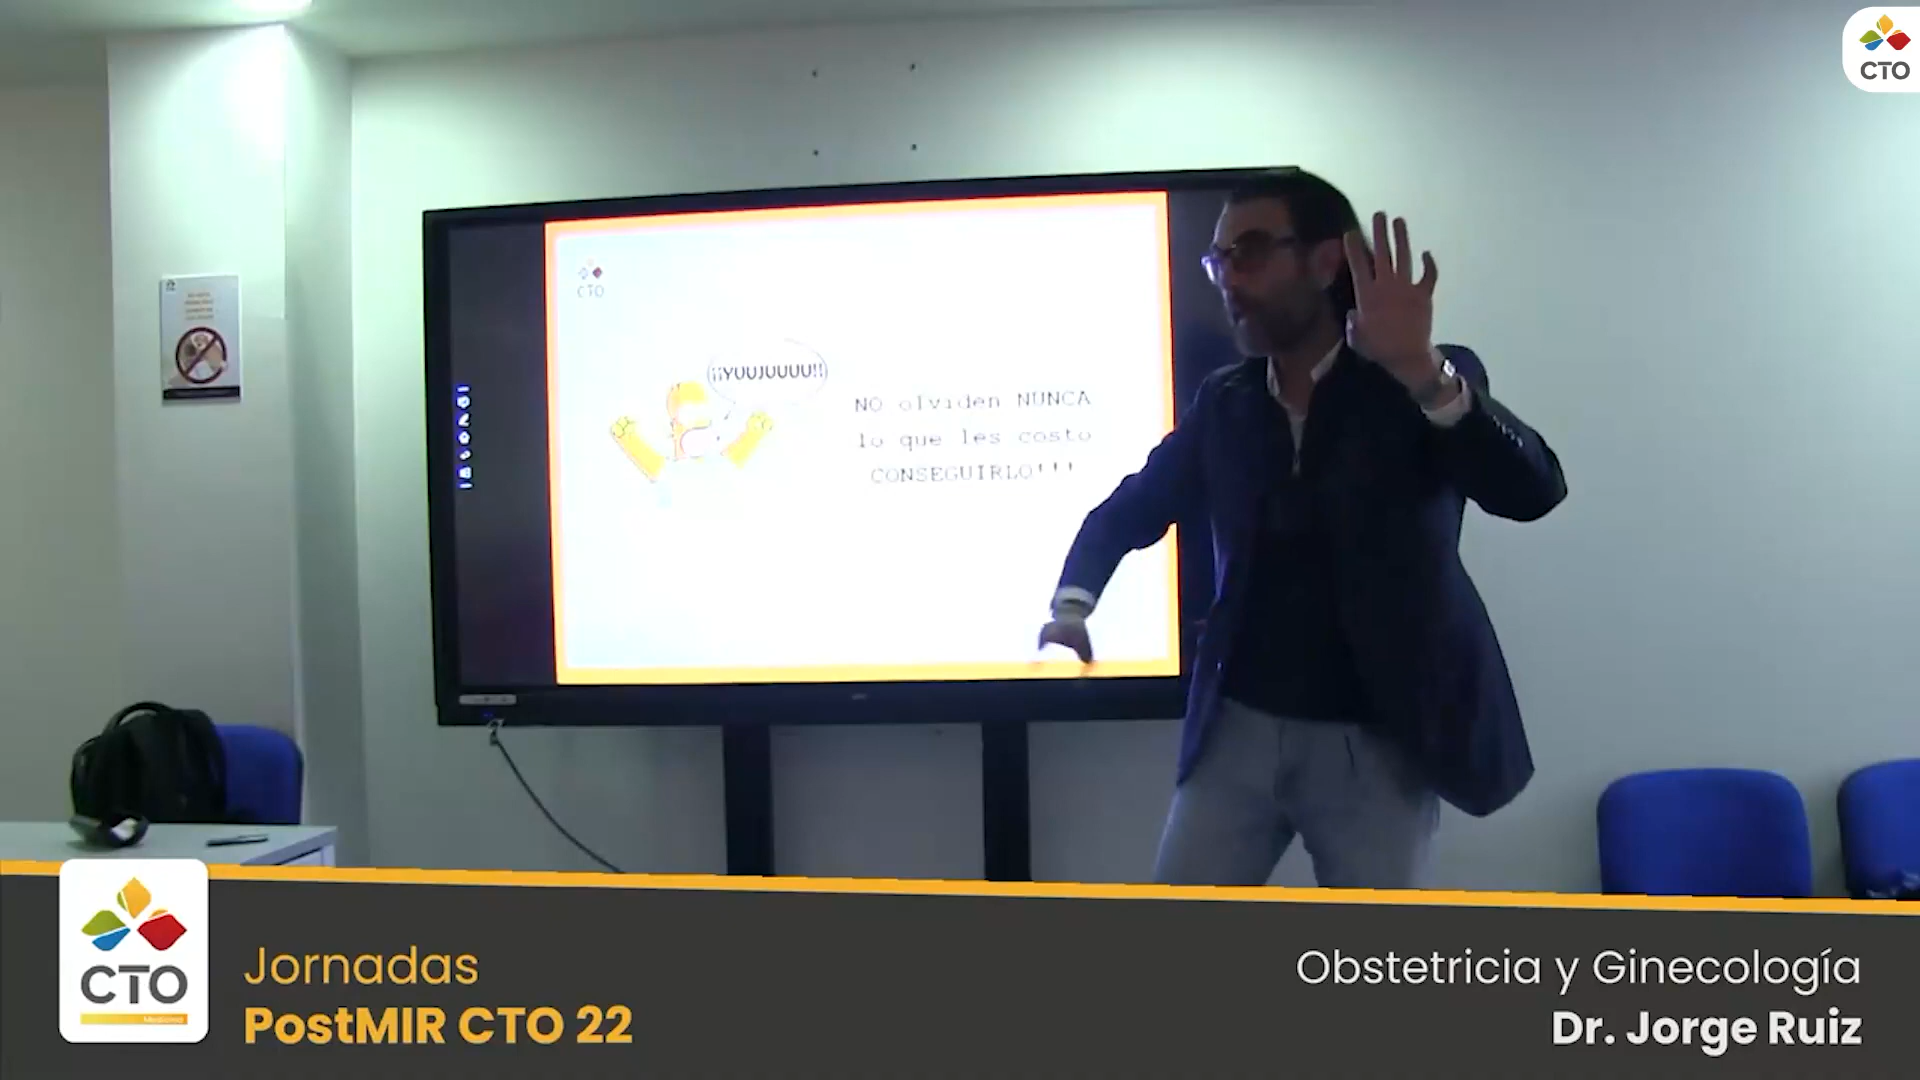 CTO
CTO
¡¡YOUJUUUU!!
NO olviden NUNCA
lo que les costo
CONSEGUIRLO!!!
CTO
Medicina
Jornadas
PostMIR CTO 22
Obstetricia y Ginecología
Dr. Jorge Ruiz